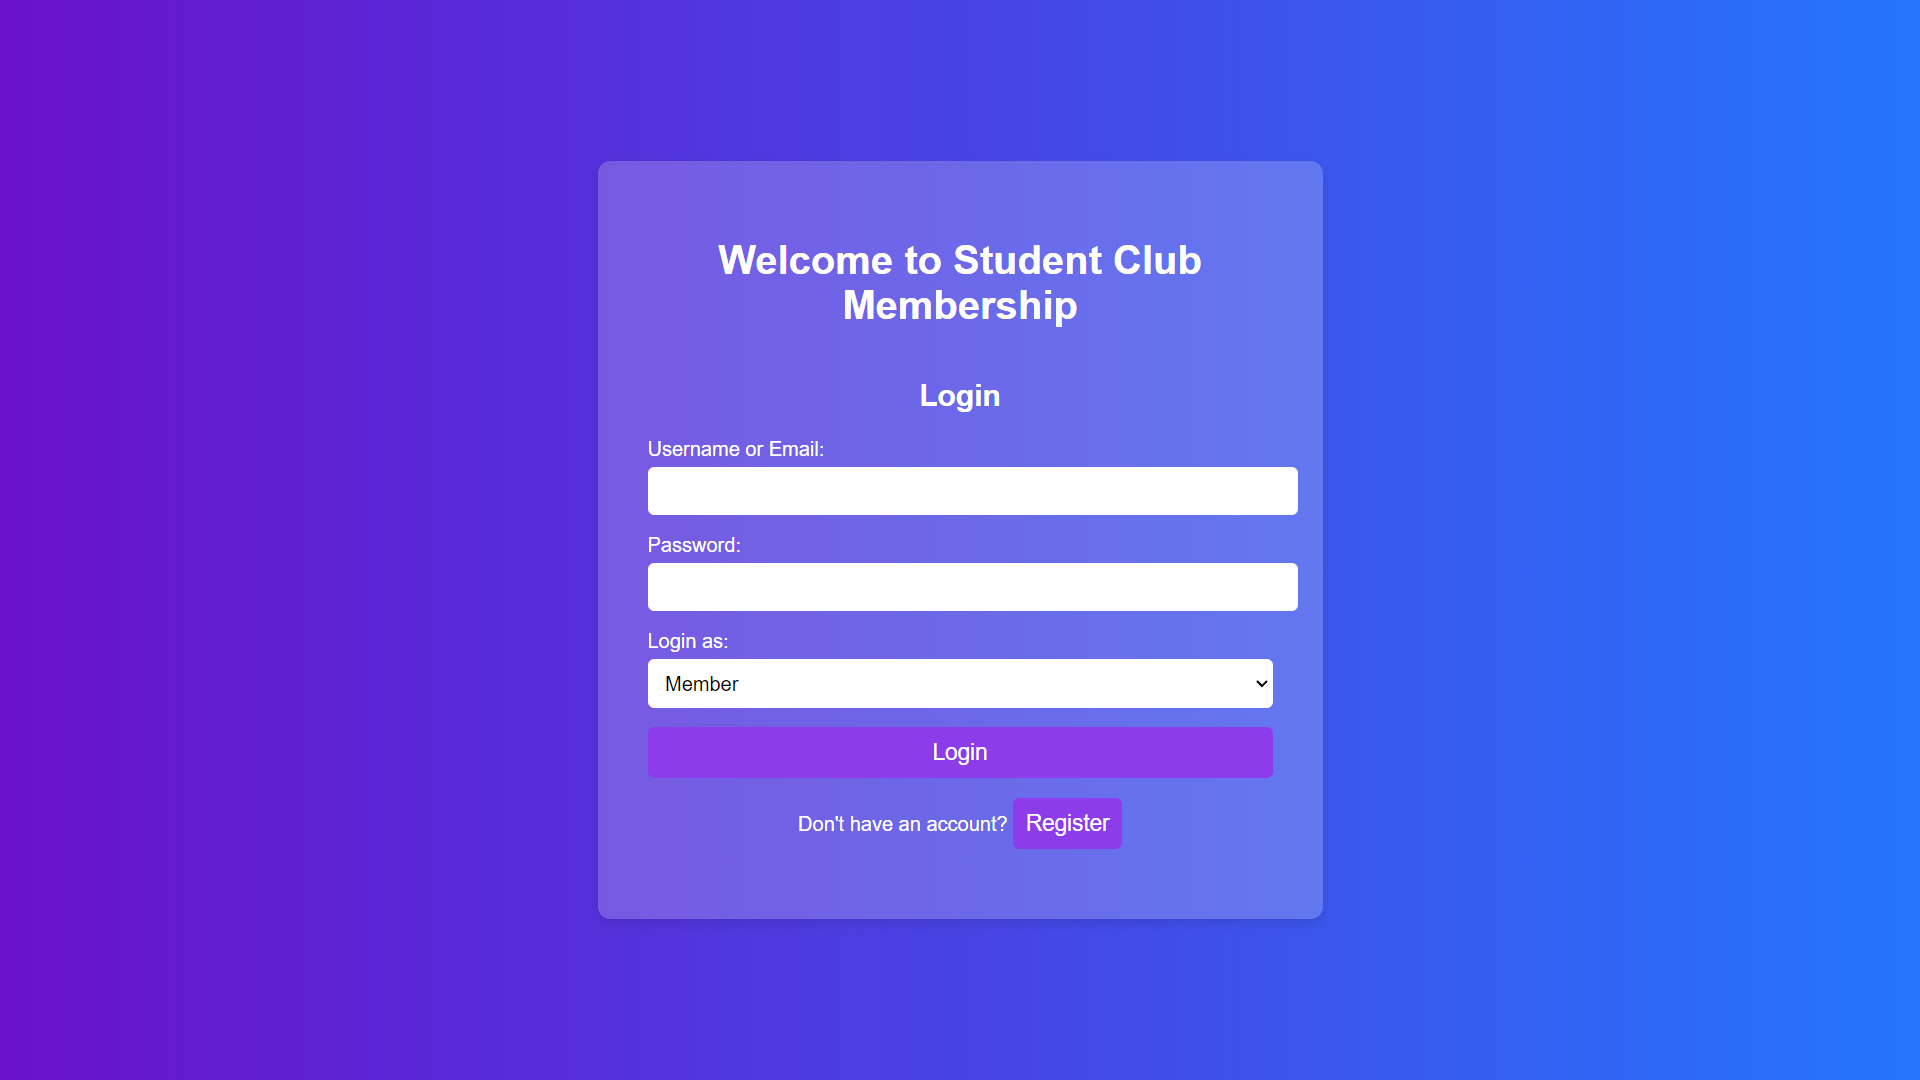 Welcome to Student Club
Membership
Login
Username or Email:
Password:
Login as:
Member
Login
Don't have an account? Register